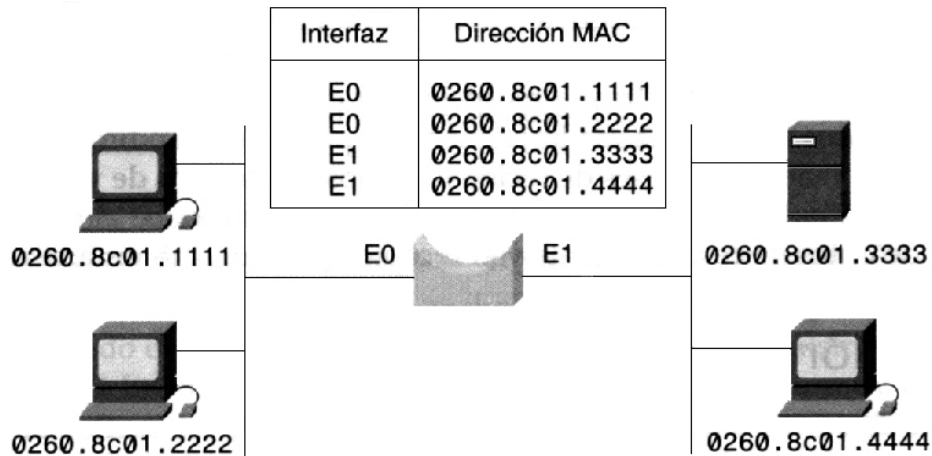 Interfaz Dirección MAC
E0 0260.8c01.1111
E0 0260.8c01.2222
E1 0260.8c01.3333
E1 0260.8c01.4444
0260.8c01.1111
E0
E1
0260.8c01.3333
0260.8c01.2222
0260.8c01.4444